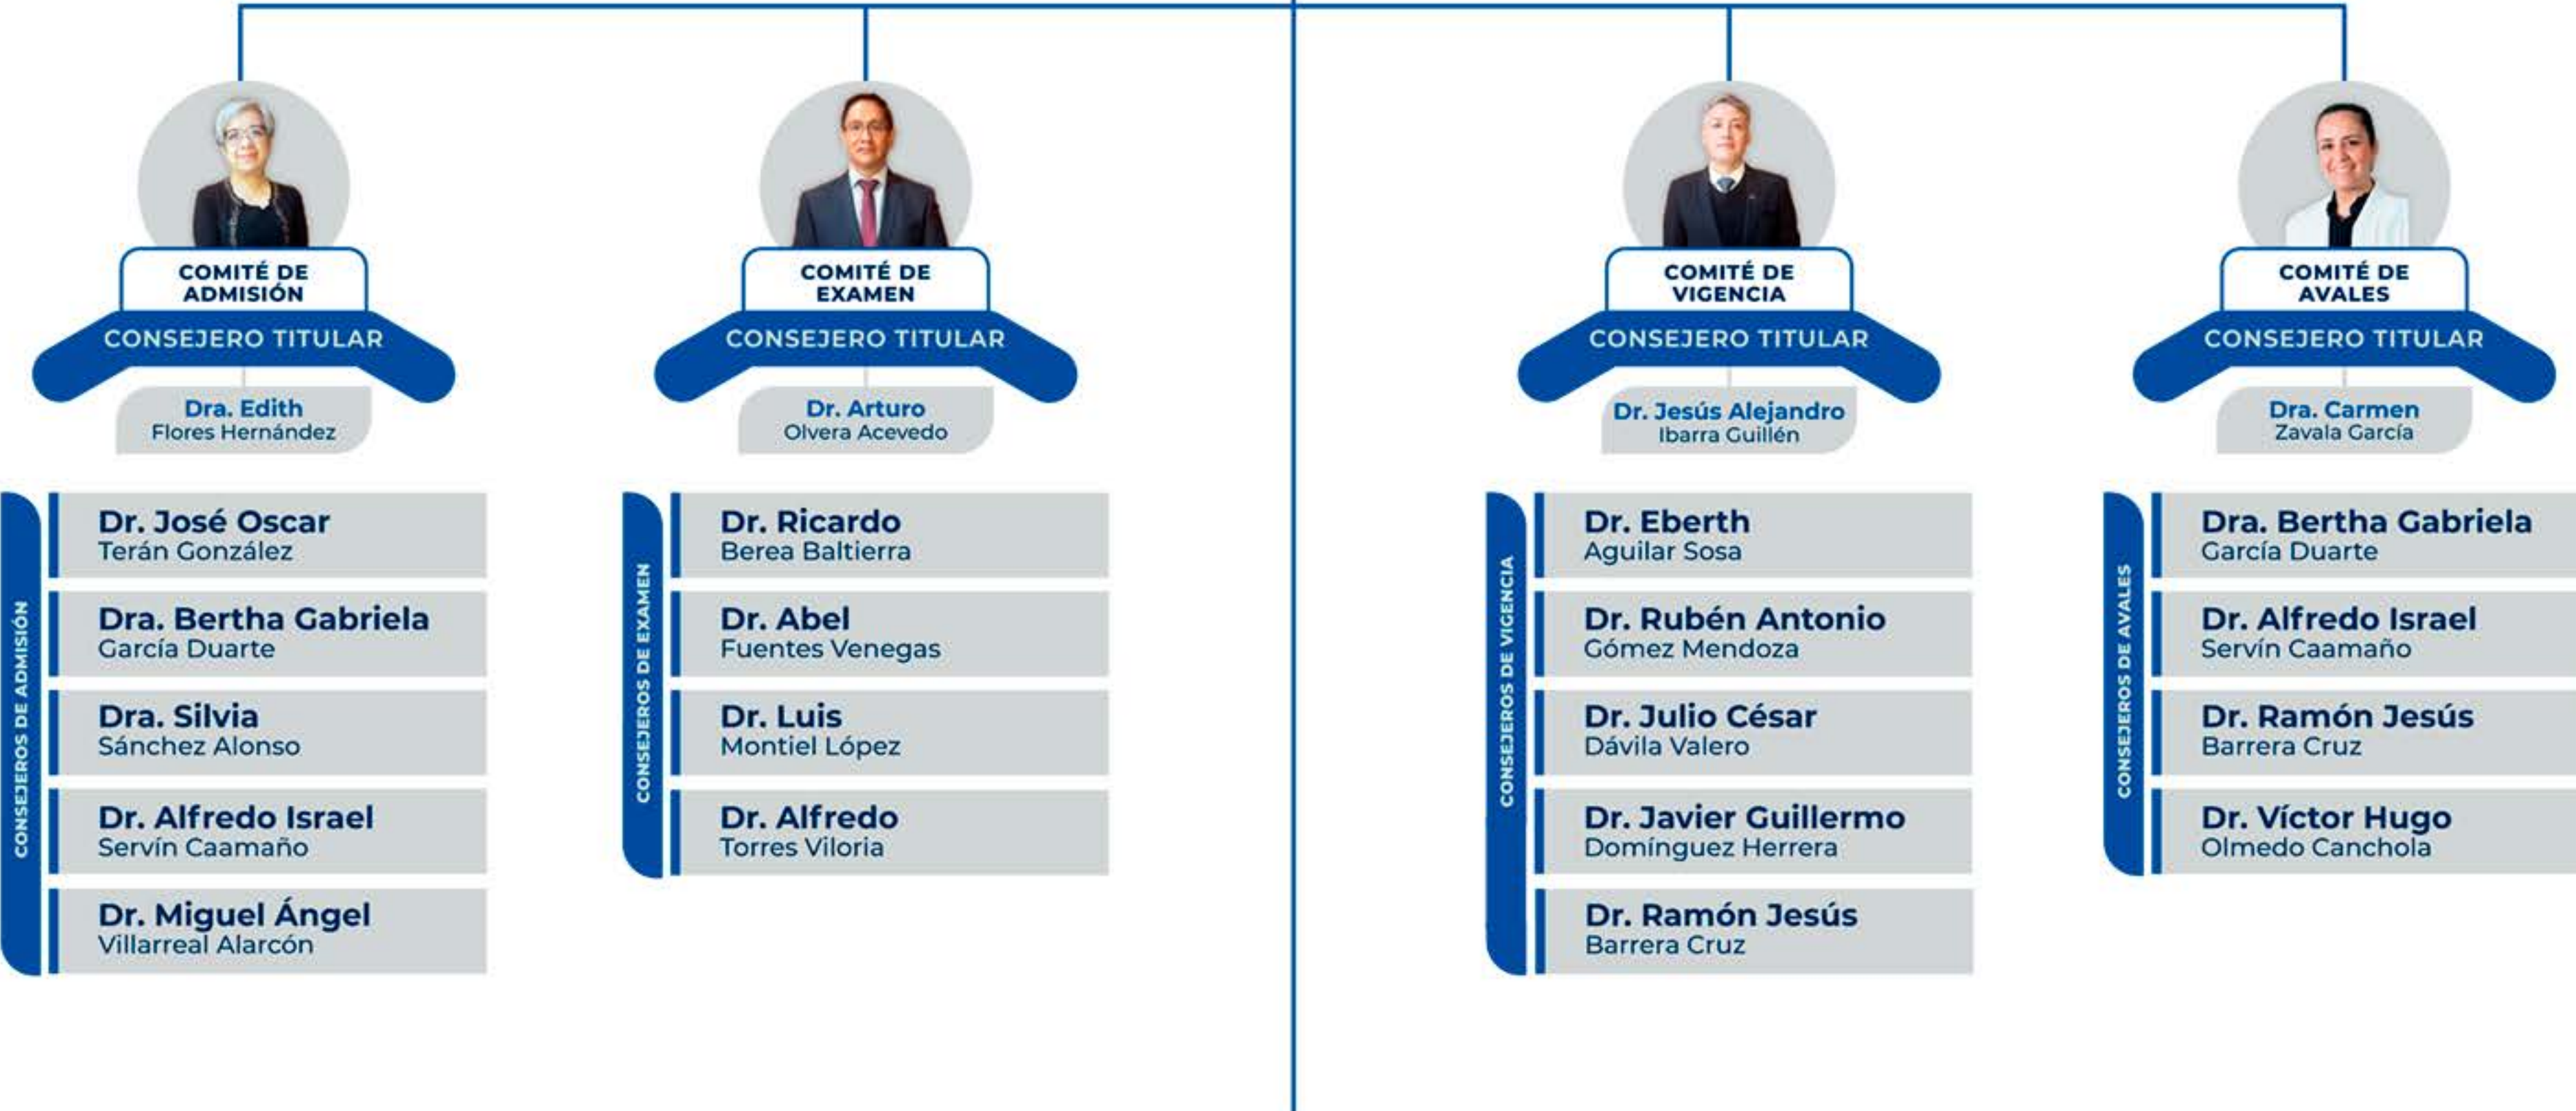 COMITÉ DE
ADMISIÓN
CONSEJERO TITULAR
Dra. Edith
Flores Hernández
CONSEJEROS DE ADMISIÓN
Dr. José Oscar
Terán González
Dra. Bertha Gabriela
García Duarte
Dra. Silvia
Sánchez Alonso
Dr. Alfredo Israel
Servín Caamaño
Dr. Miguel Ángel
Villarreal Alarcón
COMITÉ DE
EXAMEN
CONSEJERO TITULAR
Dr. Arturo
Olvera Acevedo
CONSEJEROS DE EXAMEN
Dr. Ricardo
Berea Baltierra
Dr. Abel
Fuentes Venegas
Dr. Luis
Montiel López
Dr. Alfredo
Torres Viloria
COMITÉ DE
VIGENCIA
CONSEJERO TITULAR
Dr. Jesús Alejandro
Ibarra Guillén
CONSEJEROS DE VIGENCIA
Dr. Eberth
Aguilar Sosa
Dr. Rubén Antonio
Gómez Mendoza
Dr. Julio César
Dávila Valero
Dr. Javier Guillermo
Domínguez Herrera
Dr. Ramón Jesús
Barrera Cruz
COMITÉ DE
AVALES
CONSEJERO TITULAR
Dra. Carmen
Zavala García
CONSEJEROS DE AVALES
Dra. Bertha Gabriela
García Duarte
Dr. Alfredo Israel
Servín Caamaño
Dr. Ramón Jesús
Barrera Cruz
Dr. Víctor Hugo
Olmedo Canchola